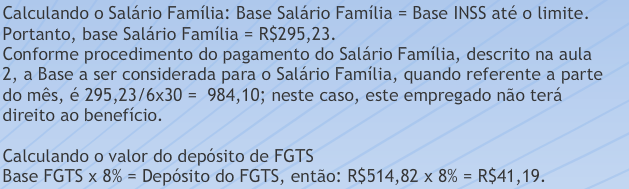 Calculando o Salário Família: Base Salário Família = Base INSS até o limite.
Portanto, base Salário Família = R$295,23.
Conforme procedimento do pagamento do Salário Família, descrito na aula
2, a Base a ser considerada para o Salário Família, quando referente a parte
do mês, é 295,23/6x30 = 984,10; neste caso, este empregado não terá
direito ao benefício.
Calculando o valor do depósito de FGTS
Base FGTS x 8% = Depósito do FGTS, então: R$514,82 x 8% = R$41,19.